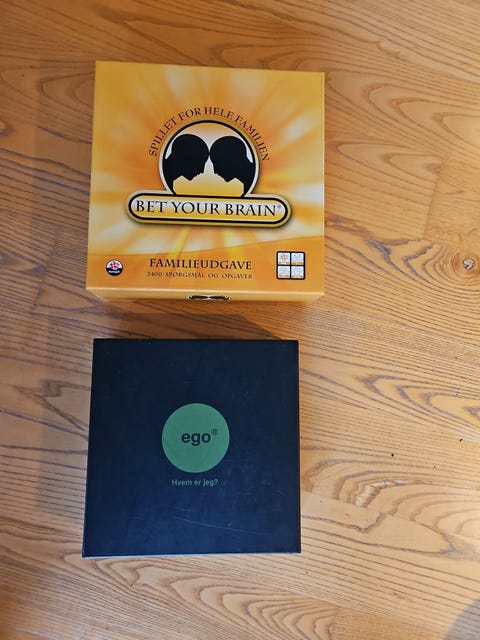 SPILLET FOR HELE FAMILIEN
BET YOUR BRAIN®
FAMILIEUDGAVE
2400 SPØRGSMÅL OG OPGAVER
ego®
Hvem er jeg?